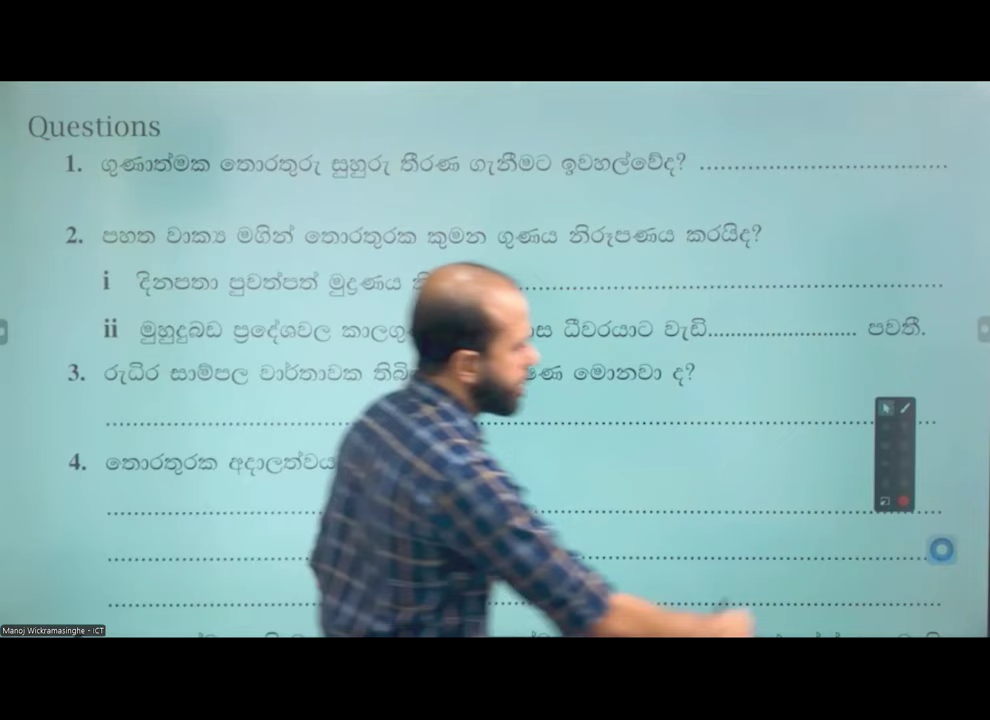 Questions
1. ගුණාත්මක තොරතුරු සුහුරු තීරණ ගැනීමට ඉවහල්වේද? ........................................
2. පහත වාක්‍ය මගින් තොරතුරක කුමන ගුණය නිරූපණය කරයිද?
i දිනපතා පුවත්පත් මුද්‍රණය ........................................
ii මුහුදුබඩ ප්‍රදේශවල ධීවරයාට වැඩි........................ පවතී.
3. රුධිර සාම්පල වාර්තාවක මොනවා ද?
........................................
4. තොරතුරක අදාලත්වය
........................................
........................................
........................................
Manoj Wickramasinghe - ICT